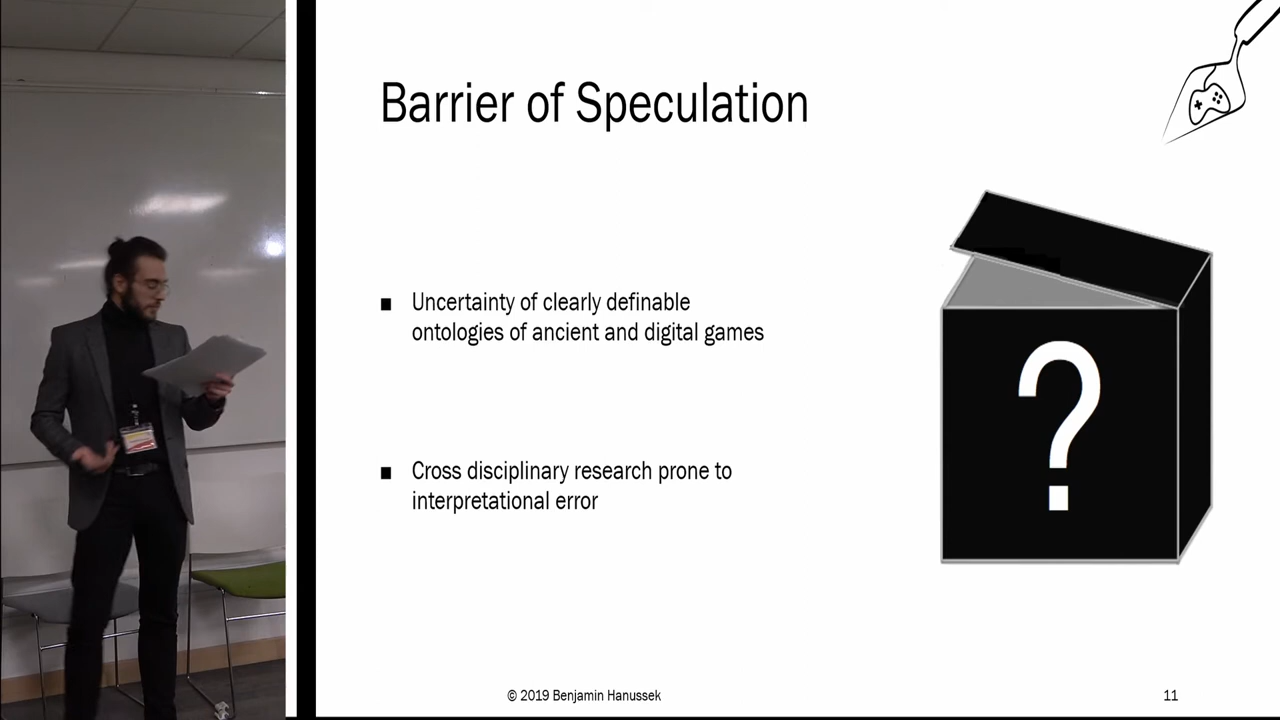 Barrier of Speculation
■ Uncertainty of clearly definable
ontologies of ancient and digital games
■ Cross disciplinary research prone to
interpretational error
?
© 2019 Benjamin Hanussek
11